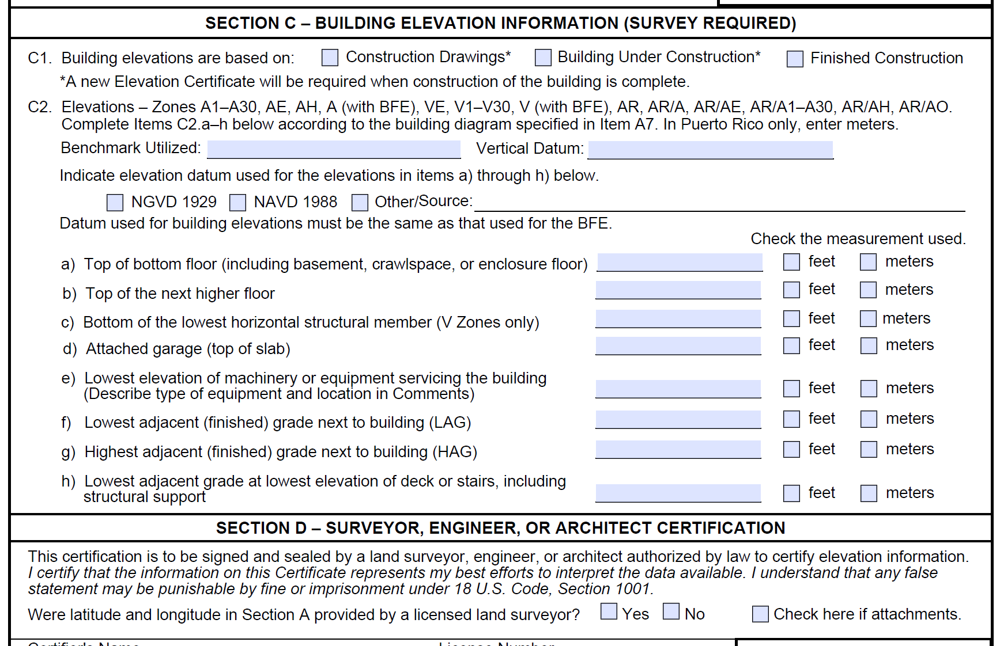 SECTION C – BUILDING ELEVATION INFORMATION (SURVEY REQUIRED)
C1. Building elevations are based on: Construction Drawings* Building Under Construction* Finished Construction
*A new Elevation Certificate will be required when construction of the building is complete.
C2. Elevations – Zones A1–A30, AE, AH, A (with BFE), VE, V1–V30, V (with BFE), AR, AR/A, AR/AE, AR/A1–A30, AR/AH, AR/AO.
Complete Items C2.a–h below according to the building diagram specified in Item A7. In Puerto Rico only, enter meters.
Benchmark Utilized: Vertical Datum:
Indicate elevation datum used for the elevations in items a) through h) below.
NGVD 1929 NAVD 1988 Other/Source:
Datum used for building elevations must be the same as that used for the BFE.
Check the measurement used.
a) Top of bottom floor (including basement, crawlspace, or enclosure floor) feet meters
b) Top of the next higher floor feet meters
c) Bottom of the lowest horizontal structural member (V Zones only) feet meters
d) Attached garage (top of slab) feet meters
e) Lowest elevation of machinery or equipment servicing the building
(Describe type of equipment and location in Comments) feet meters
f) Lowest adjacent (finished) grade next to building (LAG) feet meters
g) Highest adjacent (finished) grade next to building (HAG) feet meters
h) Lowest adjacent grade at lowest elevation of deck or stairs, including
structural support feet meters
SECTION D – SURVEYOR, ENGINEER, OR ARCHITECT CERTIFICATION
This certification is to be signed and sealed by a land surveyor, engineer, or architect authorized by law to certify elevation information.
I certify that the information on this Certificate represents my best efforts to interpret the data available. I understand that any false
statement may be punishable by fine or imprisonment under 18 U.S. Code, Section 1001.
Were latitude and longitude in Section A provided by a licensed land surveyor? Yes No Check here if attachments.
Certifier's Name License Number